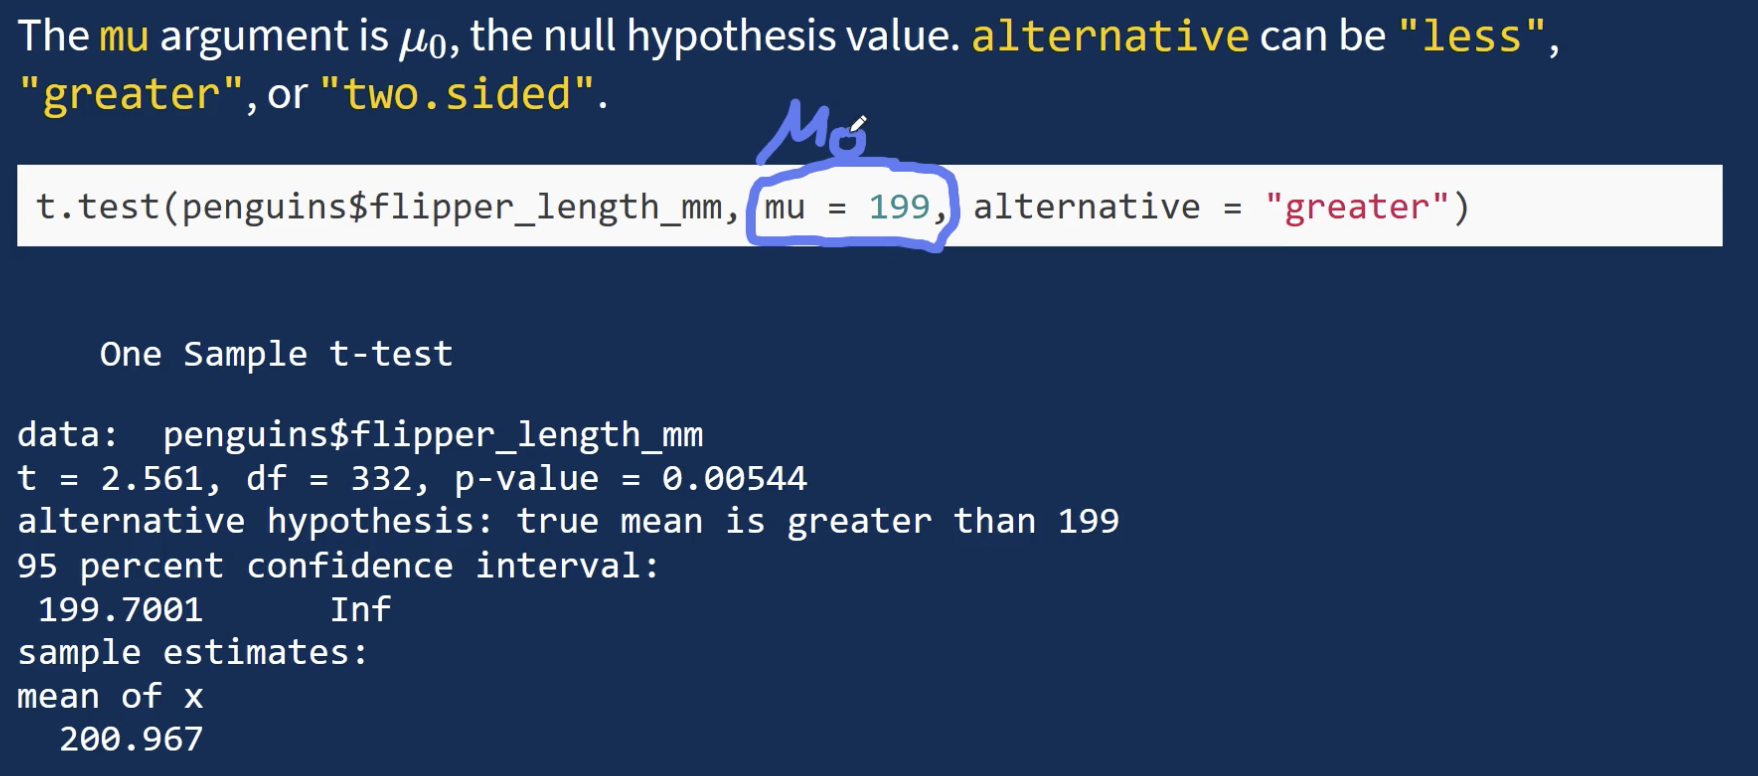 The mu argument is μ₀, the null hypothesis value. alternative can be "less",
"greater", or "two.sided".
μ₀
t.test(penguins$flipper_length_mm, mu = 199, alternative = "greater")
One Sample t-test
data:  penguins$flipper_length_mm
t = 2.561, df = 332, p-value = 0.00544
alternative hypothesis: true mean is greater than 199
95 percent confidence interval:
199.7001      Inf
sample estimates:
mean of x
200.967